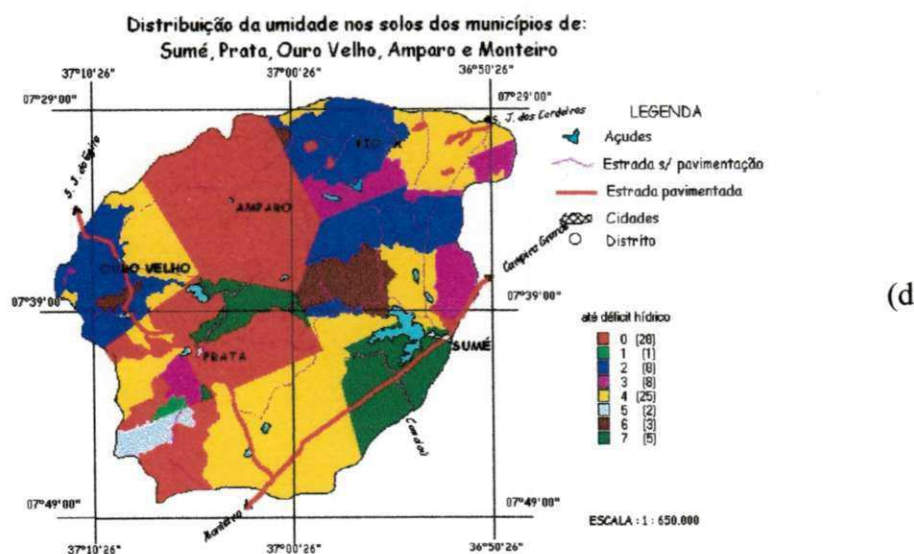 Distribuição da umidade nos solos dos municípios de:
Sumé, Prata, Ouro Velho, Amparo e Monteiro
37°10'26" 37°00'26" 36°50'26"
07°29'00" 07°29'00"
S. J. dos Cordeiros
LEGENDA
Açudes
Estrada s/ pavimentação
Estrada pavimentada
Cidades
Distrito
AMPARO
Campina Grande
OURO VELHO
07°39'00" 07°39'00"
(d
até déficit hídrico
SUMÉ
PRATA
0 (28)
1 (1)
2 (8)
3 (8)
4 (25)
5 (2)
6 (3)
7 (5)
07°49'00" 07°49'00"
Monteiro
ESCALA : 1 : 650.000
37°10'26" 37°00'26" 36°50'26"